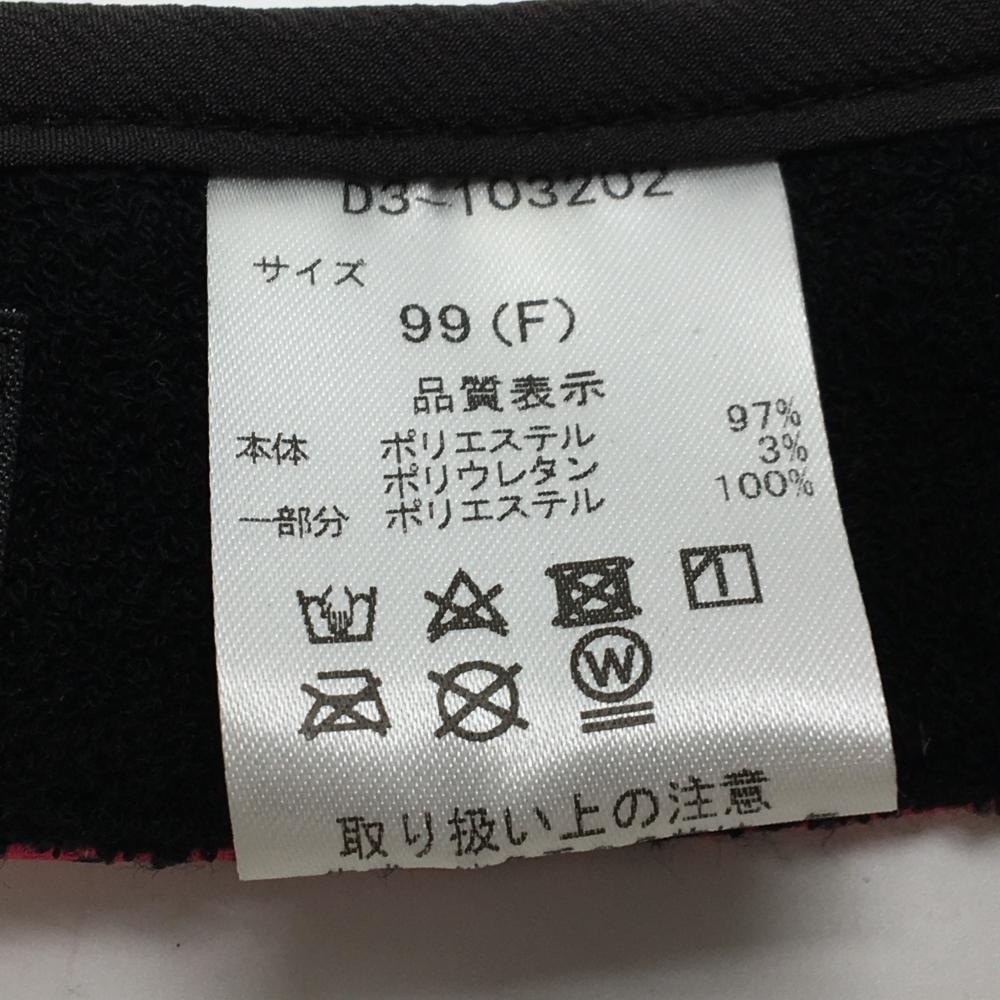 D3-103202
サイズ
99(F)
品質表示
本体 ポリエステル 97%
ポリウレタン 3%
一部分 ポリエステル 100%
W
取り扱い上の注意